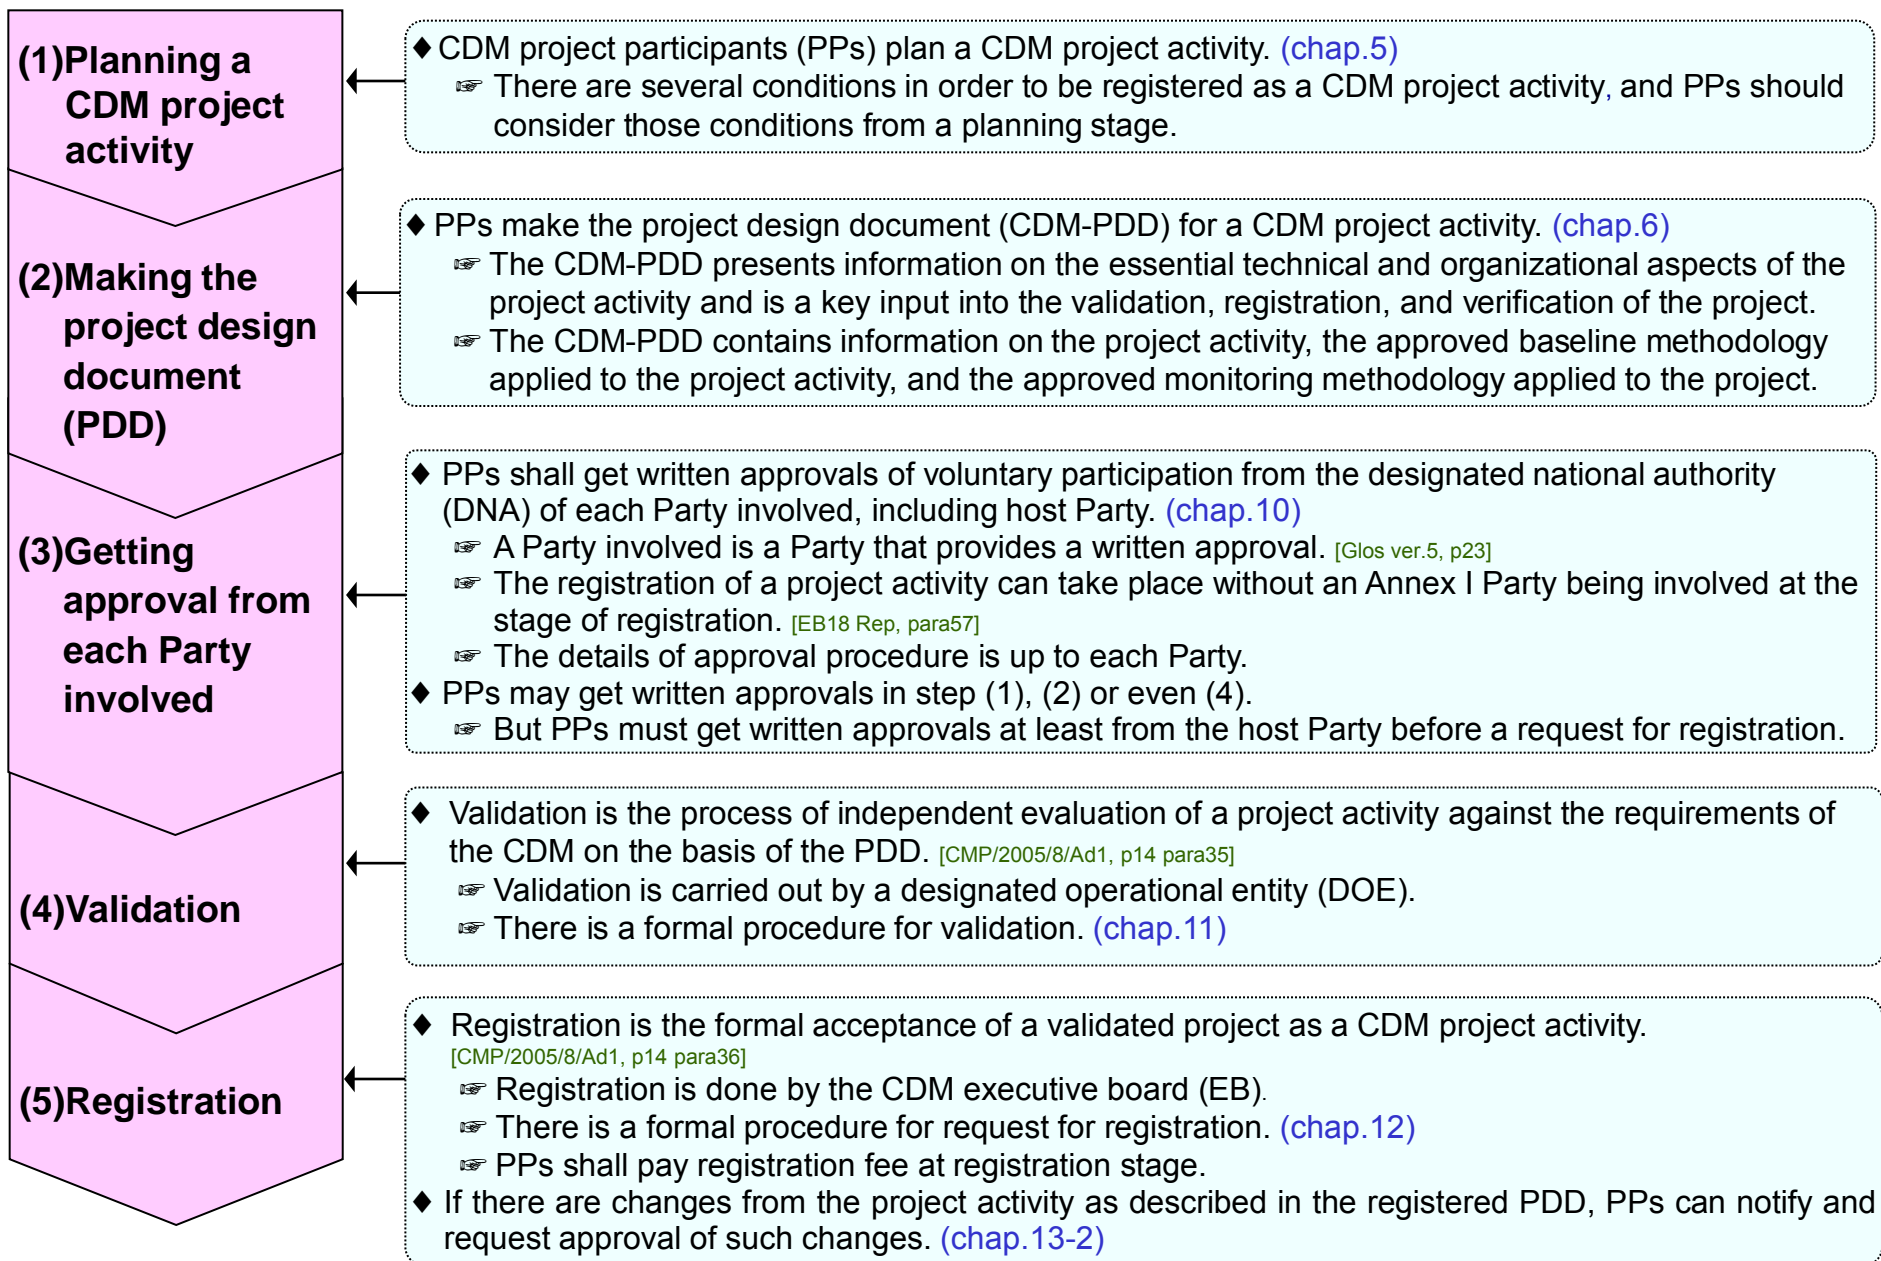 (1)Planning a
CDM project
activity
♦ CDM project participants (PPs) plan a CDM project activity. (chap.5)
☞ There are several conditions in order to be registered as a CDM project activity, and PPs should
consider those conditions from a planning stage.
(2)Making the
project design
document
(PDD)
♦ PPs make the project design document (CDM-PDD) for a CDM project activity. (chap.6)
☞ The CDM-PDD presents information on the essential technical and organizational aspects of the
project activity and is a key input into the validation, registration, and verification of the project.
☞ The CDM-PDD contains information on the project activity, the approved baseline methodology
applied to the project activity, and the approved monitoring methodology applied to the project.
(3)Getting
approval from
each Party
involved
♦ PPs shall get written approvals of voluntary participation from the designated national authority
(DNA) of each Party involved, including host Party. (chap.10)
☞ A Party involved is a Party that provides a written approval. [Glos ver.5, p23]
☞ The registration of a project activity can take place without an Annex I Party being involved at the
stage of registration. [EB18 Rep, para57]
☞ The details of approval procedure is up to each Party.
♦ PPs may get written approvals in step (1), (2) or even (4).
☞ But PPs must get written approvals at least from the host Party before a request for registration.
(4)Validation
♦ Validation is the process of independent evaluation of a project activity against the requirements of
the CDM on the basis of the PDD. [CMP/2005/8/Ad1, p14 para35]
☞ Validation is carried out by a designated operational entity (DOE).
☞ There is a formal procedure for validation. (chap.11)
(5)Registration
♦ Registration is the formal acceptance of a validated project as a CDM project activity.
[CMP/2005/8/Ad1, p14 para36]
☞ Registration is done by the CDM executive board (EB).
☞ There is a formal procedure for request for registration. (chap.12)
☞ PPs shall pay registration fee at registration stage.
♦ If there are changes from the project activity as described in the registered PDD, PPs can notify and
request approval of such changes. (chap.13-2)